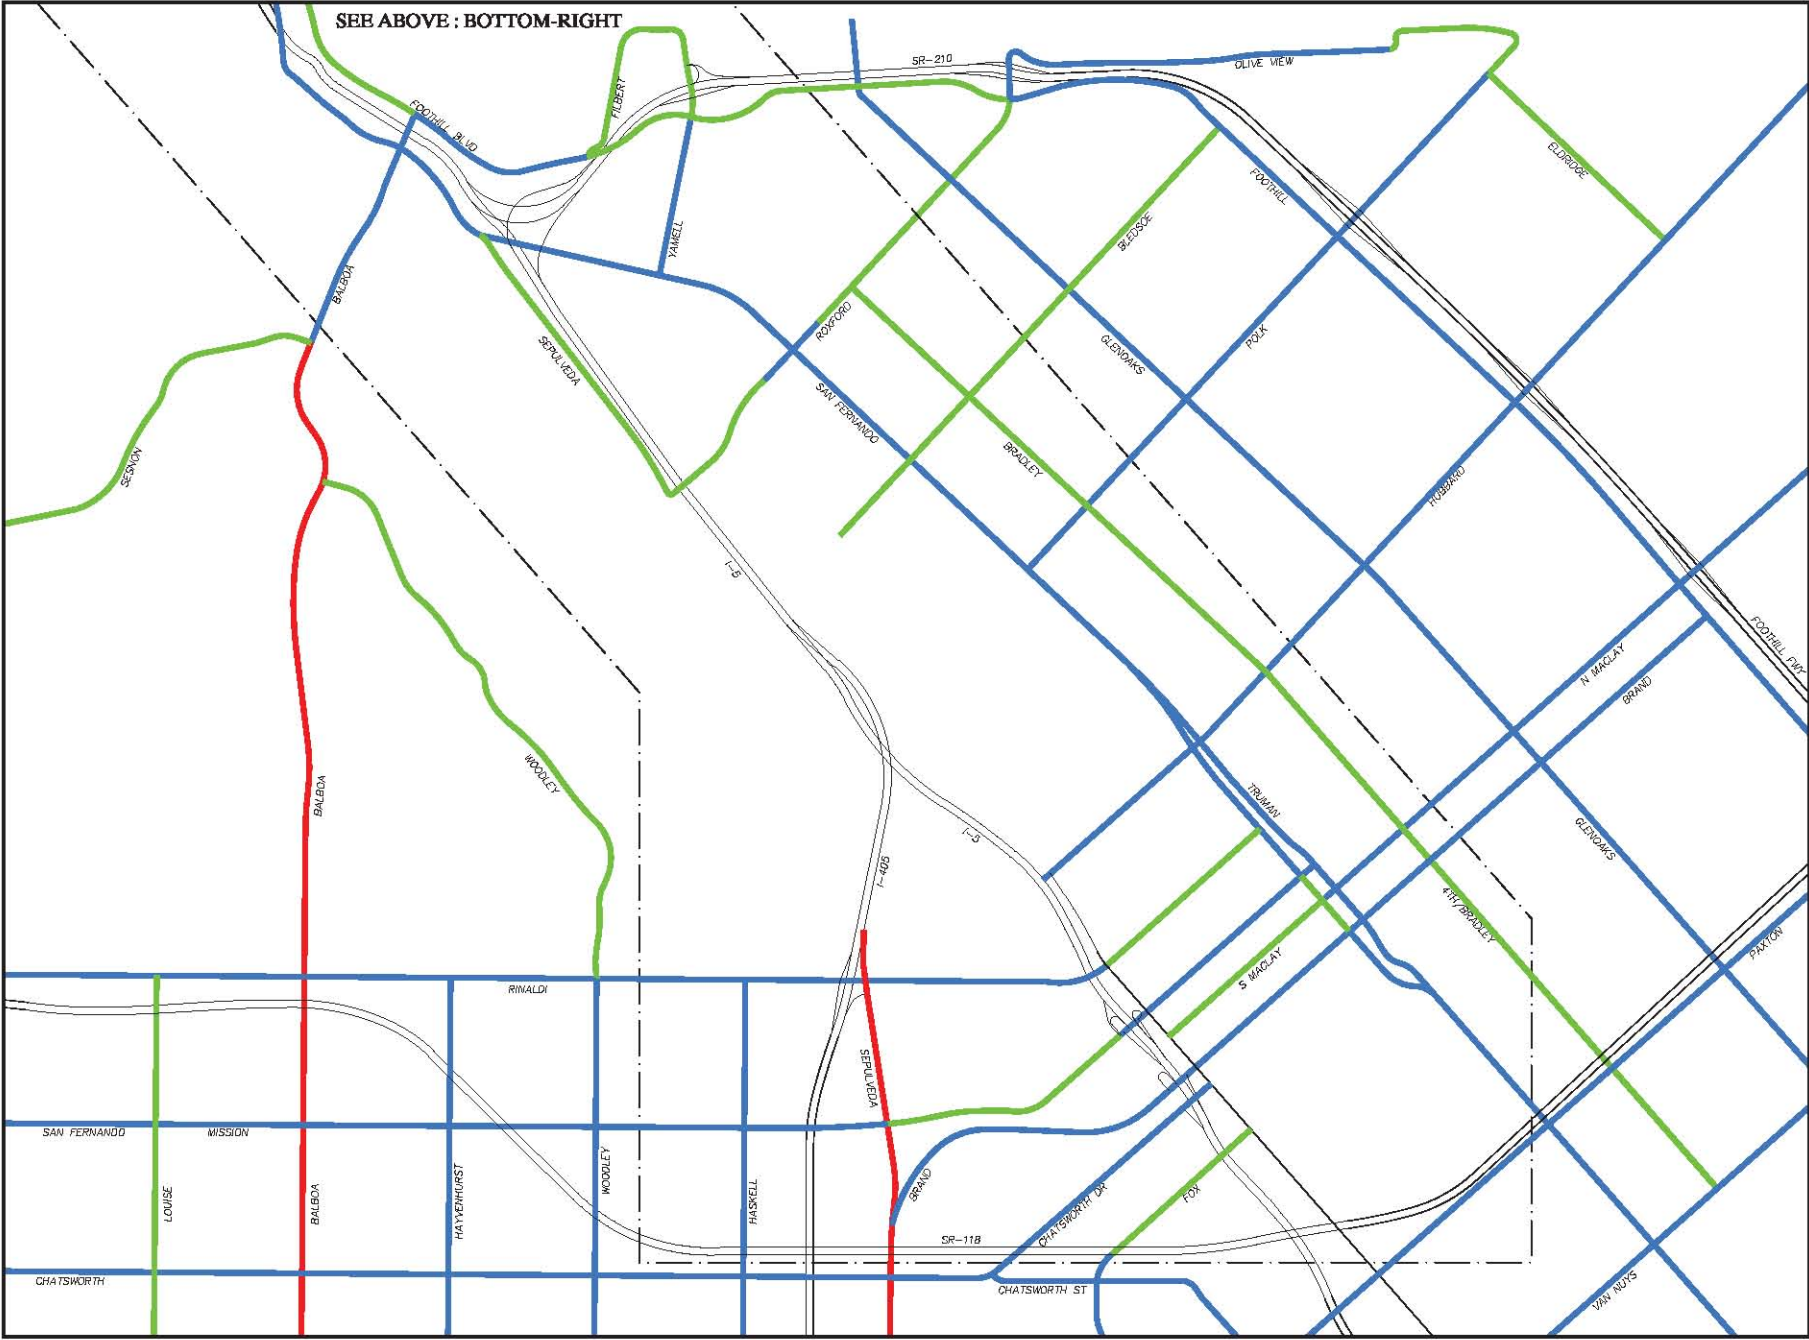 SEE ABOVE : BOTTOM-RIGHT
SR-210
OLIVE VIEW
FILBERT
FOOTHILL BLVD
ELDRIDGE
FOOTHILL
YAMELL
BLEDSOE
BALBOA
ROXFORD
POLK
SEPULVEDA
GLENOAKS
SAN FERNANDO
SESNON
BRADLEY
HUBBARD
I-5
FOOTHILL FWY
N MACLAY
BRAND
WOODLEY
BALBOA
TRUMAN
I-5
GLENOAKS
I-405
4TH/BRADLEY
PAXTON
S MACLAY
RINALDI
SEPULVEDA
SAN FERNANDO
MISSION
WOODLEY
LOUISE
BALBOA
HAYVENHURST
HASKELL
BRAND
CHATSWORTH DR
FOX
SR-118
CHATSWORTH
CHATSWORTH ST
VAN NUYS